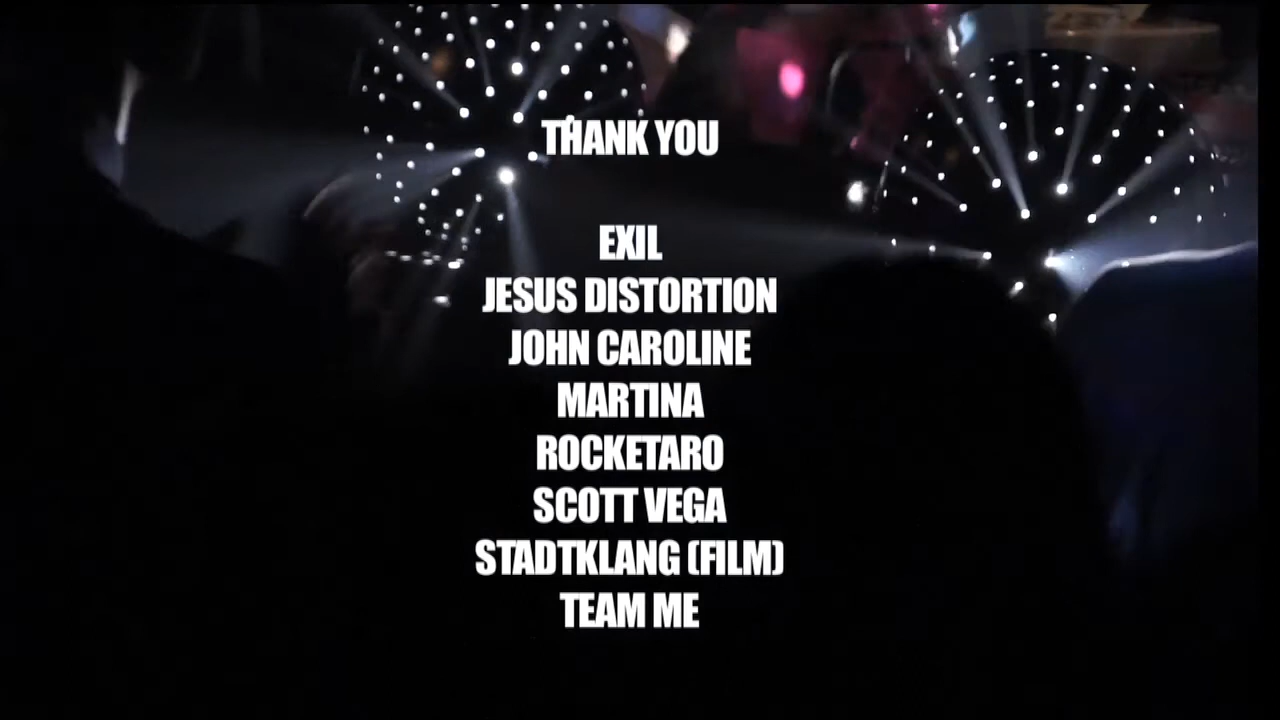 THANK YOU
EXIL
JESUS DISTORTION
JOHN CAROLINE
MARTINA
ROCKETARO
SCOTT VEGA
STADTKLANG (FILM)
TEAM ME